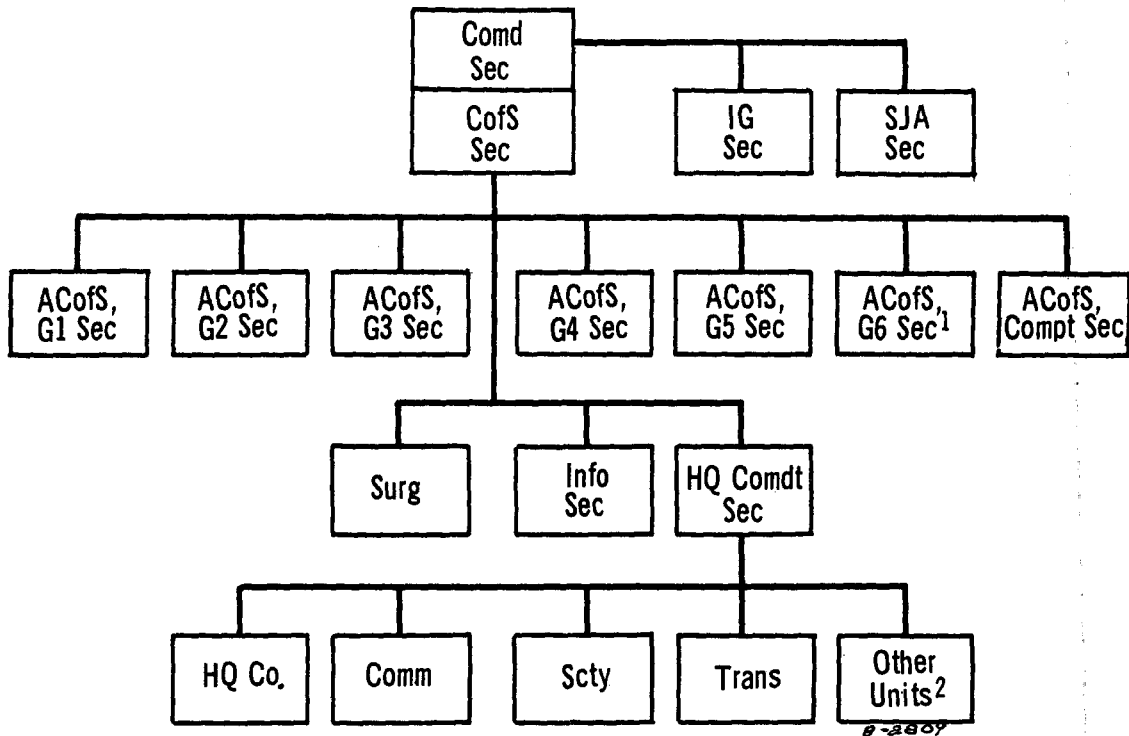 Comd
Sec
CofS
Sec
IG
Sec
SJA
Sec
ACofS,
G1 Sec
ACofS,
G2 Sec
ACofS,
G3 Sec
ACofS,
G4 Sec
ACofS,
G5 Sec
ACofS,
G6 Sec¹
ACofS,
Compt Sec
Surg
Info
Sec
HQ Comdt
Sec
HQ Co.
Comm
Scty
Trans
Other
Units²
B-2809